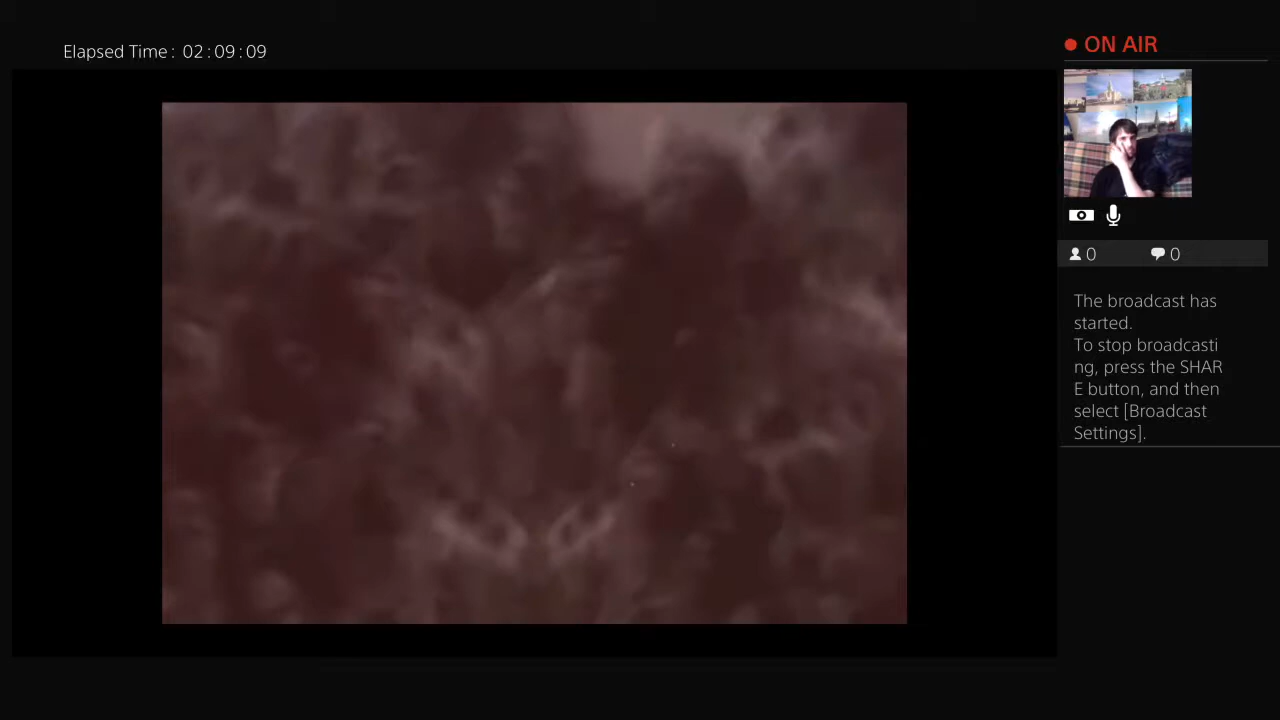 Elapsed Time: 02:09:09
ON AIR
0 0
The broadcast has
started.
To stop broadcasti
ng, press the SHAR
E button, and then
select [Broadcast
Settings].